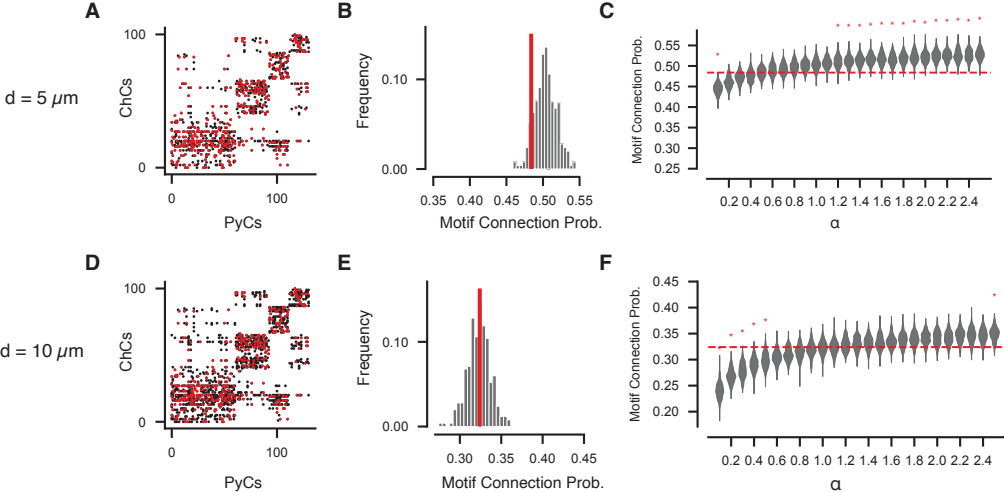 A
B
C
d = 5 μm
ChCs
100
0
0
100
PyCs
Frequency
0.10
0.00
0.35 0.40 0.45 0.50 0.55
Motif Connection Prob.
Motif Connection Prob.
0.55
0.50
0.45
0.40
0.35
0.30
0.25
* * * * * * * * * * * * * *
0.2 0.4 0.6 0.8 1.0 1.2 1.4 1.6 1.8 2.0 2.2 2.4
α
D
E
F
d = 10 μm
ChCs
100
0
0
100
PyCs
Frequency
0.10
0.00
0.30 0.35 0.40 0.45
Motif Connection Prob.
Motif Connection Prob.
0.45
0.40
0.35
0.30
0.25
0.20
* * * * *
0.2 0.4 0.6 0.8 1.0 1.2 1.4 1.6 1.8 2.0 2.2 2.4
α